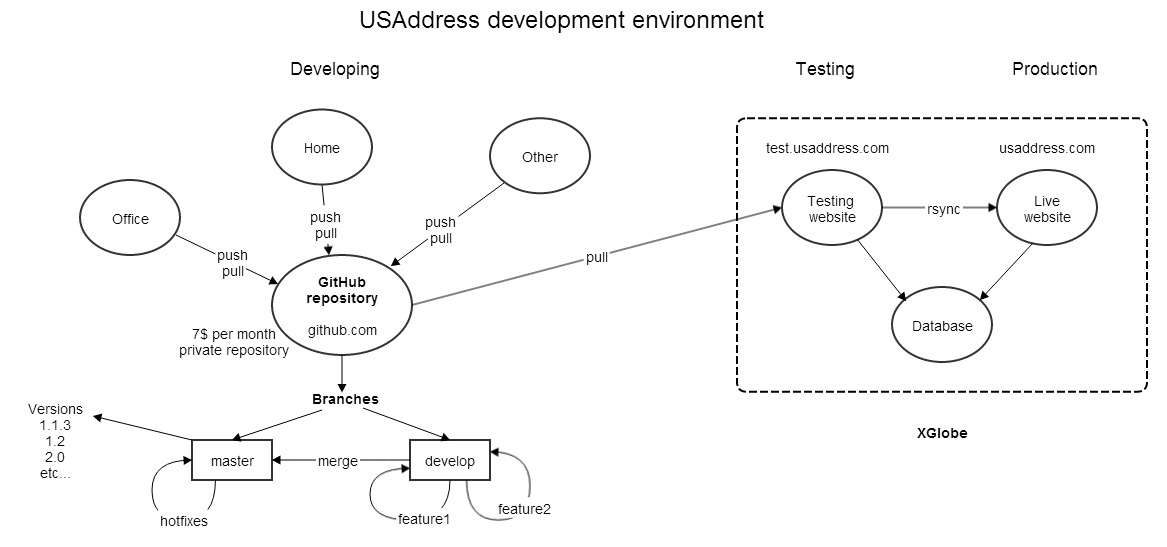 USAddress development environment
Developing
Testing
Production
Home
Other
Office
push
pull
push
pull
push
pull
GitHub
repository
github.com
7$ per month
private repository
pull
test.usaddress.com
usaddress.com
Testing
website
rsync
Live
website
Database
XGlobe
Branches
Versions
1.1.3
1.2
2.0
etc...
master
merge
develop
hotfixes
feature1
feature2